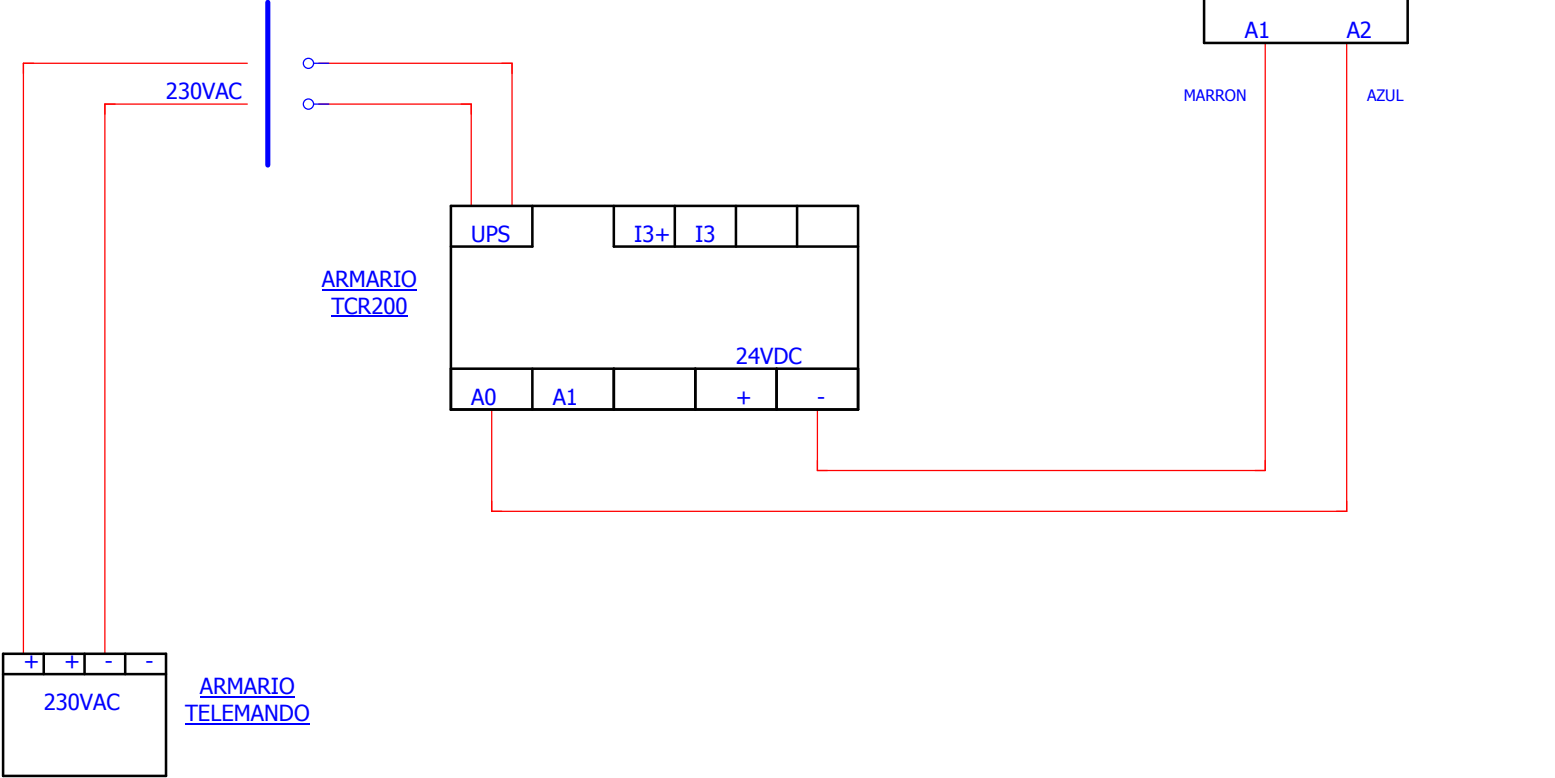 A1 A2
230VAC
MARRON AZUL
UPS I3+ I3
ARMARIO
TCR200
24VDC
A0 A1 + -
+ + - -
230VAC
ARMARIO
TELEMANDO